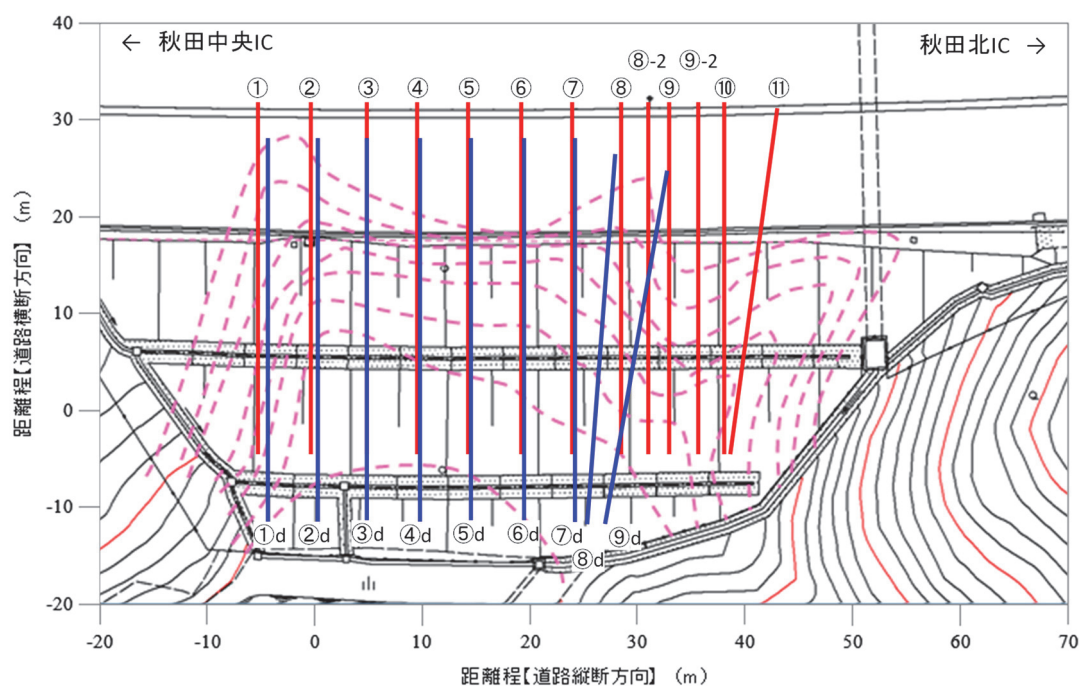 40
← 秋田中央IC
秋田北IC →
⑧-2 ⑨-2
① ② ③ ④ ⑤ ⑥ ⑦ ⑧ ⑨ ⑩ ⑪
30
20
10
0
-10
-20
距離程【道路横断方向】 (m)
①d ②d ③d ④d ⑤d ⑥d ⑦d ⑨d
⑧d
-20 -10 0 10 20 30 40 50 60 70
距離程【道路縦断方向】 (m)